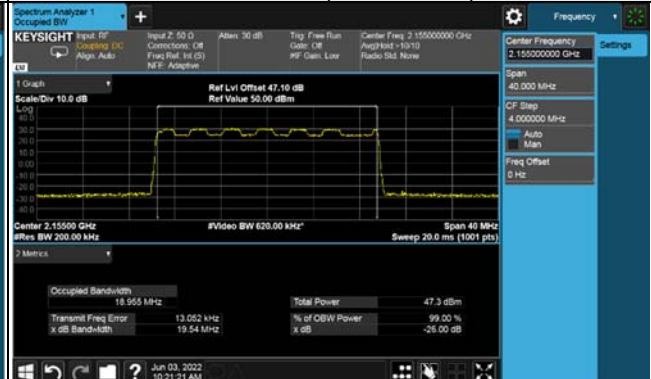 Spectrum Analyzer 1
Occupied BW
+
Frequency
KEYSIGHT
Input: RF
Coupling: DC
Align: Auto
Input Z: 50 Ω
Corrections: Off
Freq Ref: Int (S)
NFE: Adaptive
Atten: 30 dB
Trig: Free Run
Gate: Off
#IF Gain: Low
Center Freq: 2.155000000 GHz
Avg|Hold: >10/10
Radio Std: None
LXI
Center Frequency
2.155000000 GHz
Settings
Span
40.000 MHz
CF Step
4.000000 MHz
Auto
Man
Freq Offset
0 Hz
1 Graph
Scale/Div 10.0 dB
Ref Lvl Offset 47.10 dB
Ref Value 50.00 dBm
Log
40.0
30.0
20.0
10.0
0.00
-10.0
-20.0
-30.0
-40.0
Center 2.15500 GHz
#Res BW 200.00 kHz
#Video BW 620.00 kHz*
Span 40 MHz
Sweep 20.0 ms (1001 pts)
2 Metrics
Occupied Bandwidth
18.955 MHz
Total Power 47.3 dBm
Transmit Freq Error 13.052 kHz
% of OBW Power 99.00 %
x dB Bandwidth 19.54 MHz
x dB -26.00 dB
?
Jun 03, 2022
10:21:21 AM